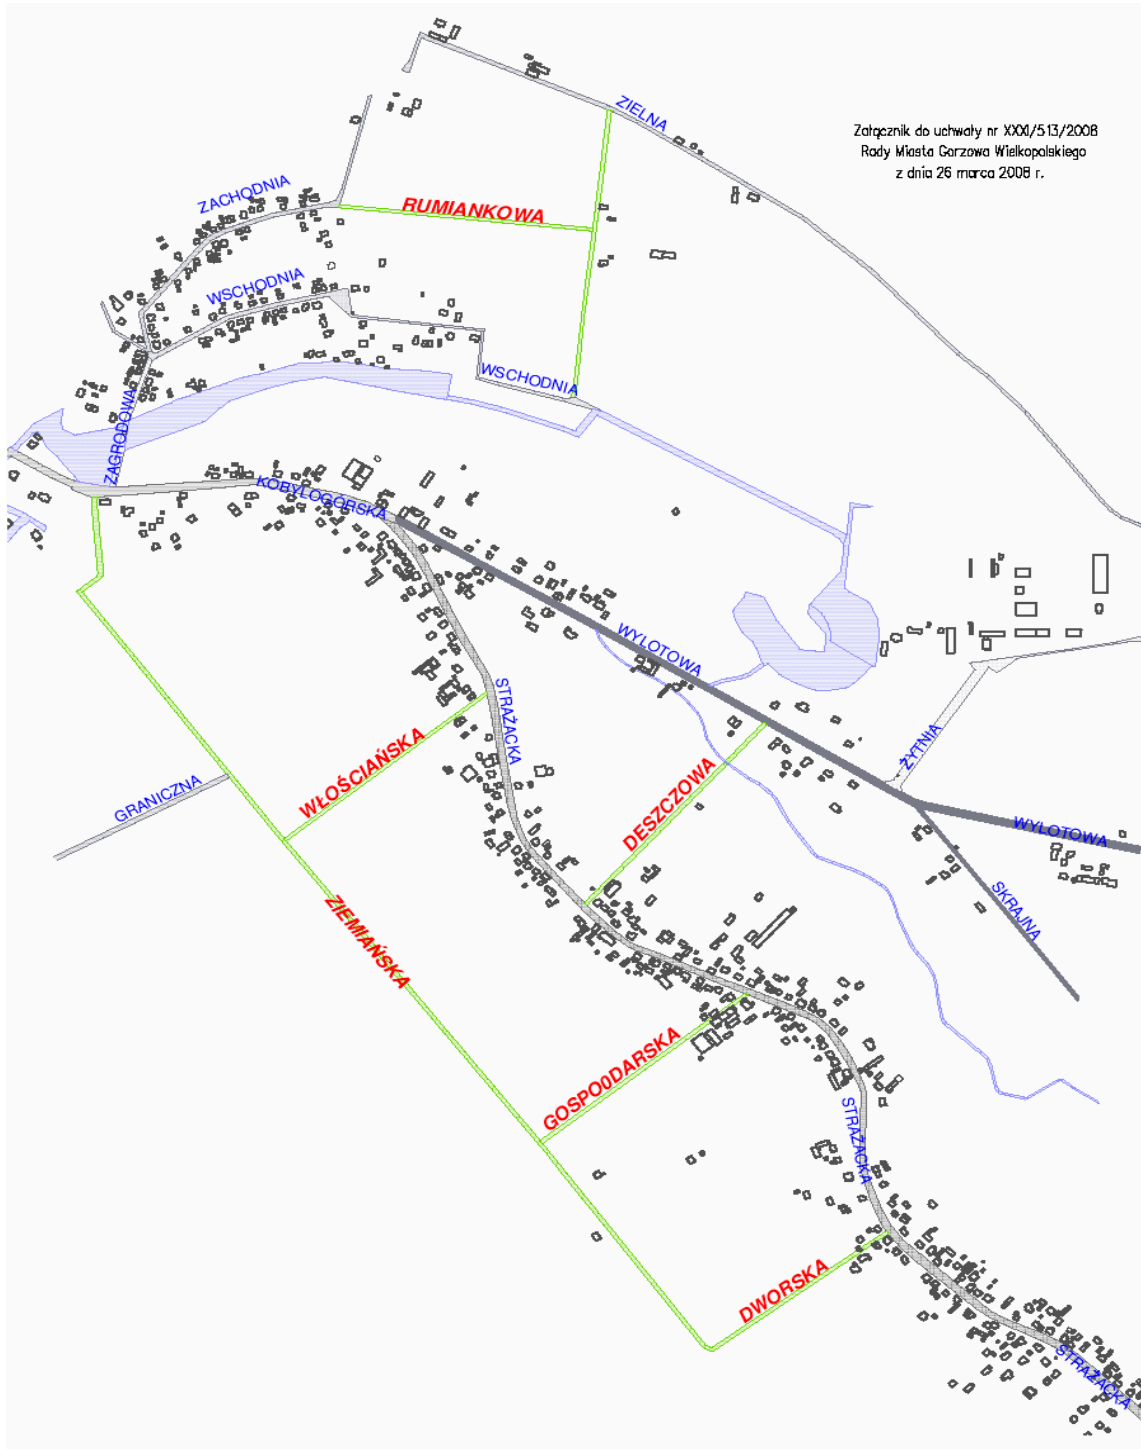 ZIELNA
Załącznik do uchwały nr XXXI/513/2008
Rady Miasta Gorzowa Wielkopolskiego
z dnia 26 marca 2008 r.
ZACHODNIA
RUMIANKOWA
WSCHODNIA
WSCHODNIA
ZAGRODOWA
KOBYLOGÓRSKA
WYLOTOWA
STRAŻACKA
WŁOŚCIAŃSKA
ŻYTNIA
GRANICZNA
DESZCZOWA
WYLOTOWA
SKRAJNA
ZIEMIAŃSKA
GOSPO0DARSKA
STRAŻACKA
DWORSKA
STRAŻACKA